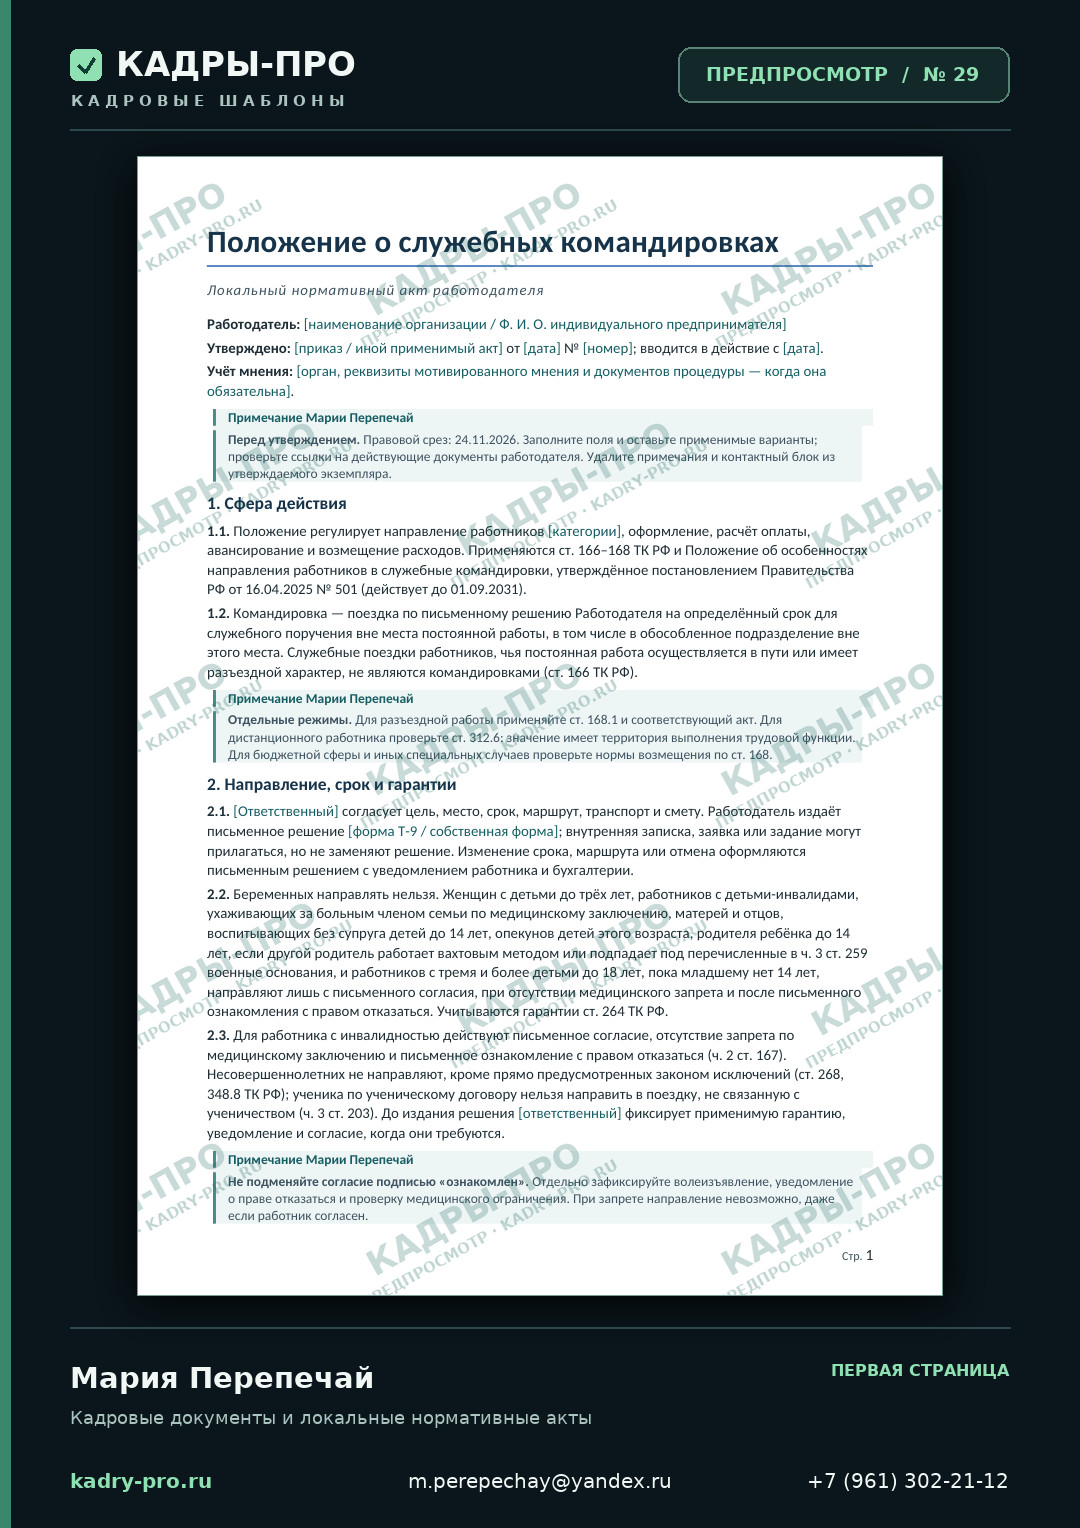 КАДРЫ-ПРО
КАДРОВЫЕ ШАБЛОНЫ
ПРЕДПРОСМОТР / № 29
Положение о служебных командировках
Локальный нормативный акт работодателя
Работодатель: [наименование организации / Ф. И. О. индивидуального предпринимателя]
Утверждено: [приказ / иной применимый акт] от [дата] № [номер]; вводится в действие с [дата].
Учёт мнения: [орган, реквизиты мотивированного мнения и документов процедуры — когда она
обязательна].
Примечание Марии Перепечай
Перед утверждением. Правовой срез: 24.11.2026. Заполните поля и оставьте применимые варианты;
проверьте ссылки на действующие документы работодателя. Удалите примечания и контактный блок из
утверждаемого экземпляра.
1. Сфера действия
1.1. Положение регулирует направление работников [категории], оформление, расчёт оплаты,
авансирование и возмещение расходов. Применяются ст. 166–168 ТК РФ и Положение об особенностях
направления работников в служебные командировки, утверждённое постановлением Правительства
РФ от 16.04.2025 № 501 (действует до 01.09.2031).
1.2. Командировка — поездка по письменному решению Работодателя на определённый срок для
служебного поручения вне места постоянной работы, в том числе в обособленное подразделение вне
этого места. Служебные поездки работников, чья постоянная работа осуществляется в пути или имеет
разъездной характер, не являются командировками (ст. 166 ТК РФ).
Примечание Марии Перепечай
Отдельные режимы. Для разъездной работы применяйте ст. 168.1 и соответствующий акт. Для
дистанционного работника проверьте ст. 312.6: значение имеет территория выполнения трудовой функции.
Для бюджетной сферы и иных специальных случаев проверьте нормы возмещения по ст. 168.
2. Направление, срок и гарантии
2.1. [Ответственный] согласует цель, место, срок, маршрут, транспорт и смету. Работодатель издаёт
письменное решение [форма Т-9 / собственная форма]; внутренняя записка, заявка или задание могут
прилагаться, но не заменяют решение. Изменение срока, маршрута или отмена оформляются
письменным решением с уведомлением работника и бухгалтерии.
2.2. Беременных направлять нельзя. Женщин с детьми до трёх лет, работников с детьми-инвалидами,
ухаживающих за больным членом семьи по медицинскому заключению, матерей и отцов,
воспитывающих без супруга детей до 14 лет, опекунов детей этого возраста, родителя ребёнка до 14
лет, если другой родитель работает вахтовым методом или подпадает под перечисленные в ч. 3 ст. 259
военные основания, и работников с тремя и более детьми до 18 лет, пока младшему нет 14 лет,
направляют лишь с письменного согласия, при отсутствии медицинского запрета и после письменного
ознакомления с правом отказаться. Учитываются гарантии ст. 264 ТК РФ.
2.3. Для работника с инвалидностью действуют письменное согласие, отсутствие запрета по
медицинскому заключению и письменное ознакомление с правом отказаться (ч. 2 ст. 167).
Несовершеннолетних не направляют, кроме прямо предусмотренных законом исключений (ст. 268,
348.8 ТК РФ); ученика по ученическому договору нельзя направить в поездку, не связанную с
ученичеством (ч. 3 ст. 203). До издания решения [ответственный] фиксирует применимую гарантию,
уведомление и согласие, когда они требуются.
Примечание Марии Перепечай
Не подменяйте согласие подписью «ознакомлен». Отдельно зафиксируйте волеизъявление, уведомление
о праве отказаться и проверку медицинского ограничения. При запрете направление невозможно, даже
если работник согласен.
Стр. 1
Мария Перепечай
ПЕРВАЯ СТРАНИЦА
Кадровые документы и локальные нормативные акты
kadry-pro.ru
m.perepechay@yandex.ru
+7 (961) 302-21-12